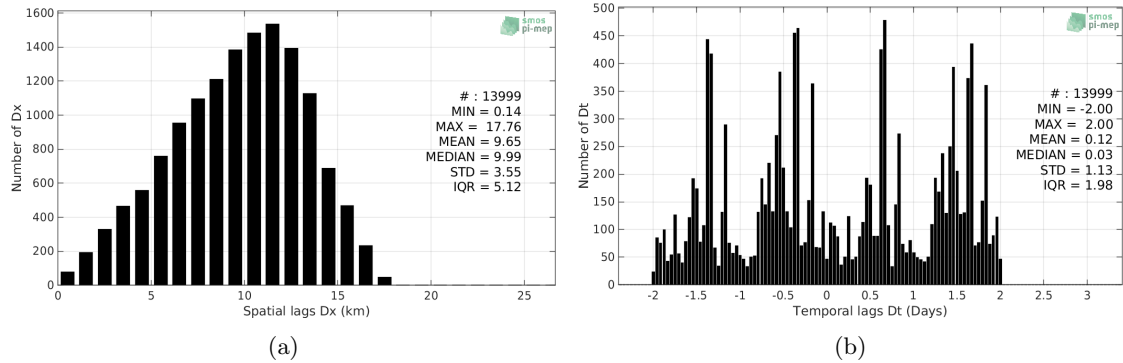 1600
1400
1200
1000
800
600
400
200
0
Number of Dx
smos
pi-mep
# : 13999
MIN = 0.14
MAX = 17.76
MEAN = 9.65
MEDIAN = 9.99
STD = 3.55
IQR = 5.12
0 5 10 15 20 25
Spatial lags Dx (km)
(a)
500
450
400
350
300
250
200
150
100
50
0
Number of Dt
smos
pi-mep
# : 13999
MIN = -2.00
MAX = 2.00
MEAN = 0.12
MEDIAN = 0.03
STD = 1.13
IQR = 1.98
-2 -1.5 -1 -0.5 0 0.5 1 1.5 2 2.5 3
Temporal lags Dt (Days)
(b)